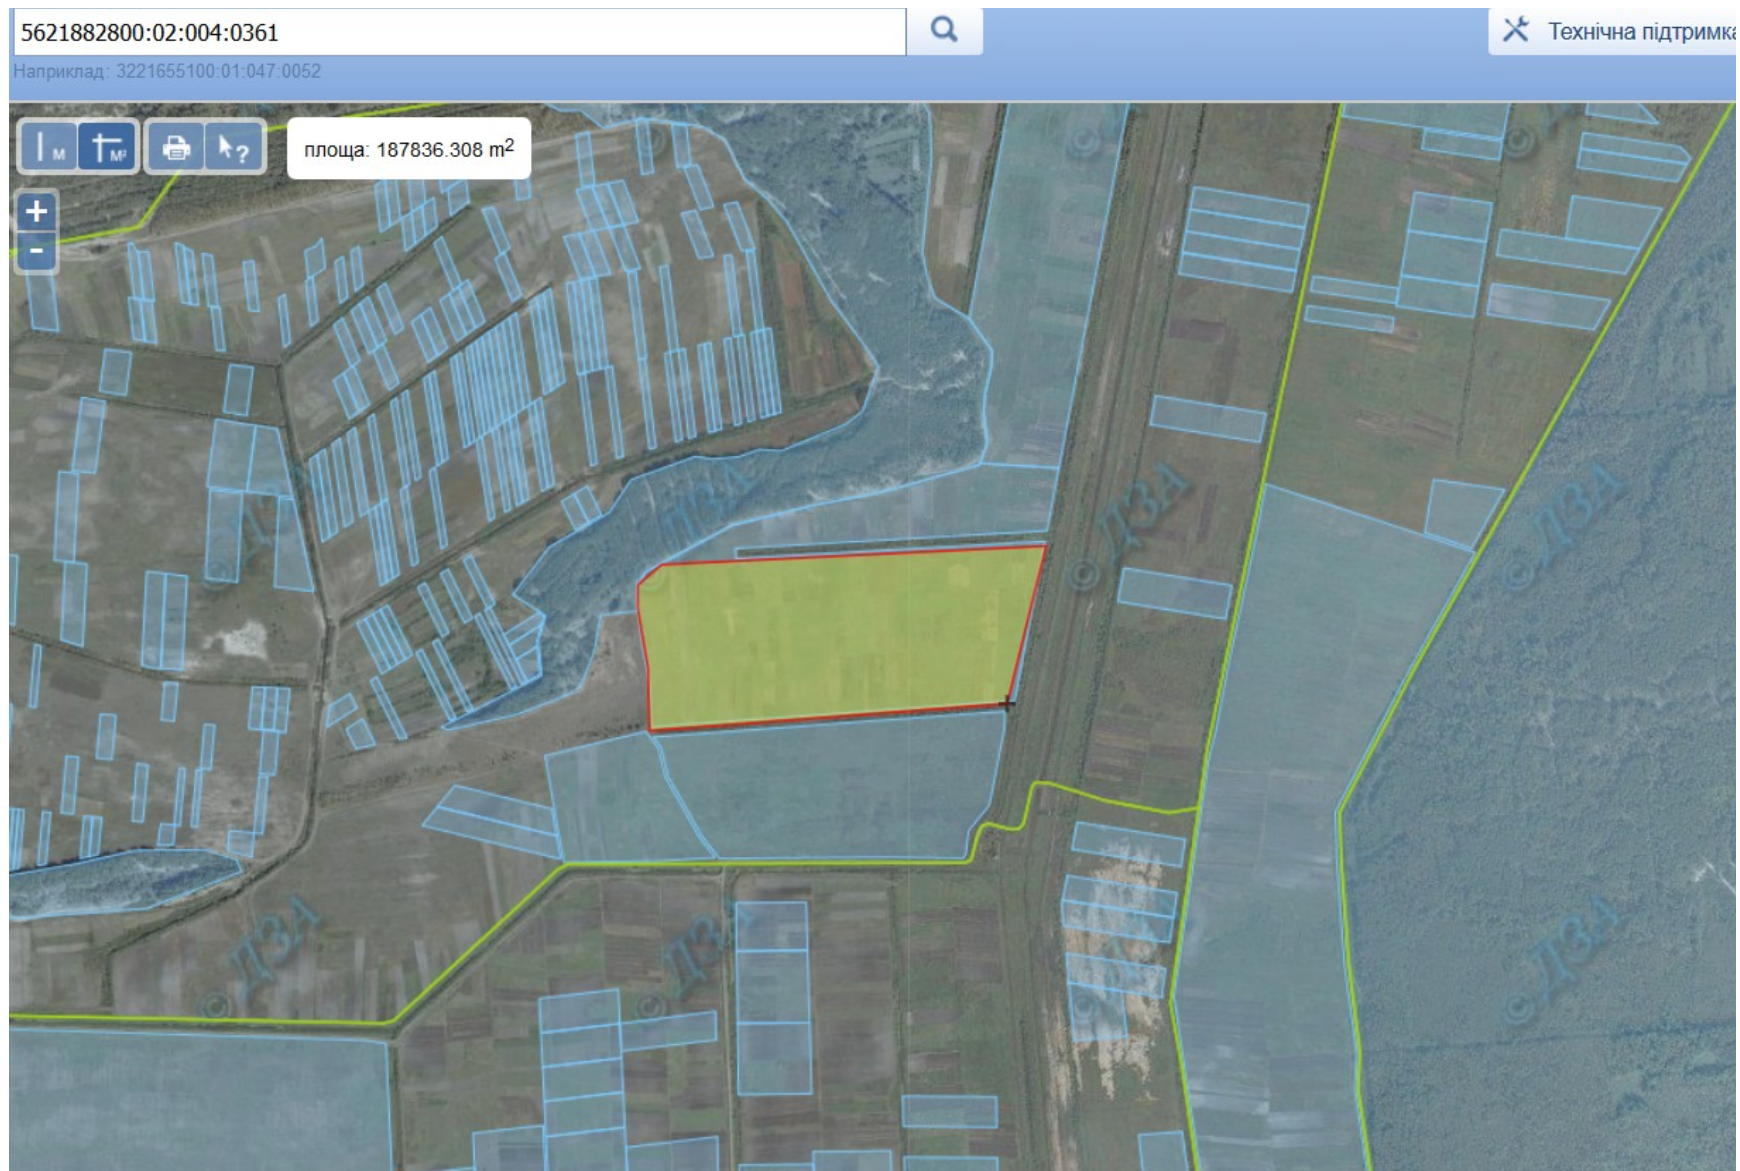 5621882800:02:004:0361
Технічна підтримка
Наприклад: 3221655100:01:047:0052
м
м²
?
площа: 187836.308 m²
+
-
© ДЗА
© ДЗА
© ДЗА
© ДЗА
© ДЗА
© ДЗА
© ДЗА